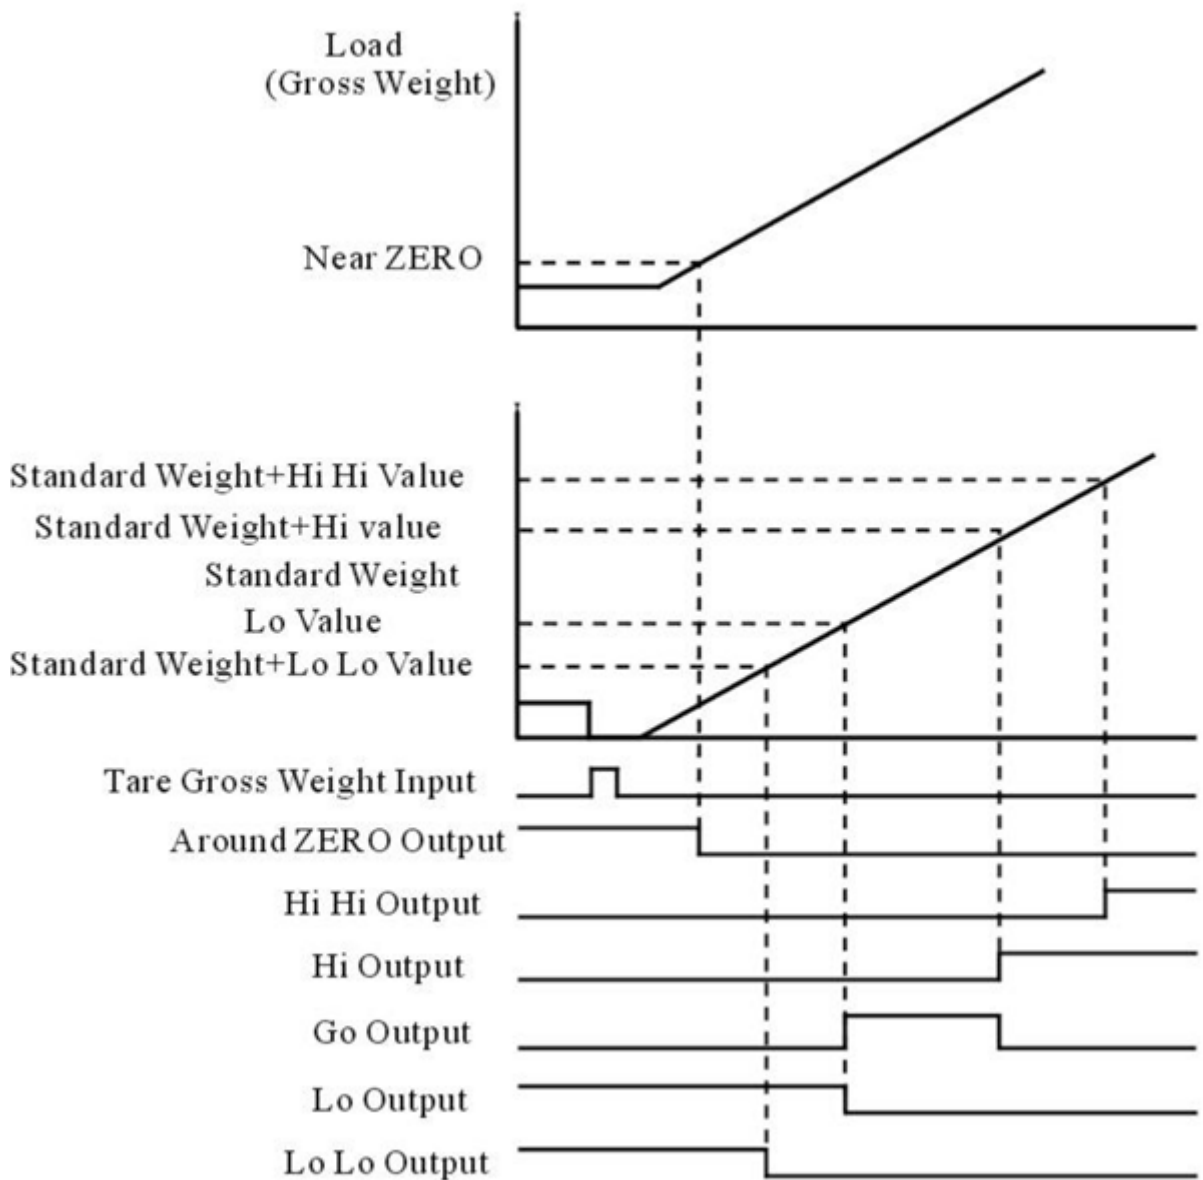 Load
(Gross Weight)
Near ZERO
Standard Weight+Hi Hi Value
Standard Weight+Hi value
Standard Weight
Lo Value
Standard Weight+Lo Lo Value
Tare Gross Weight Input
Around ZERO Output
Hi Hi Output
Hi Output
Go Output
Lo Output
Lo Lo Output